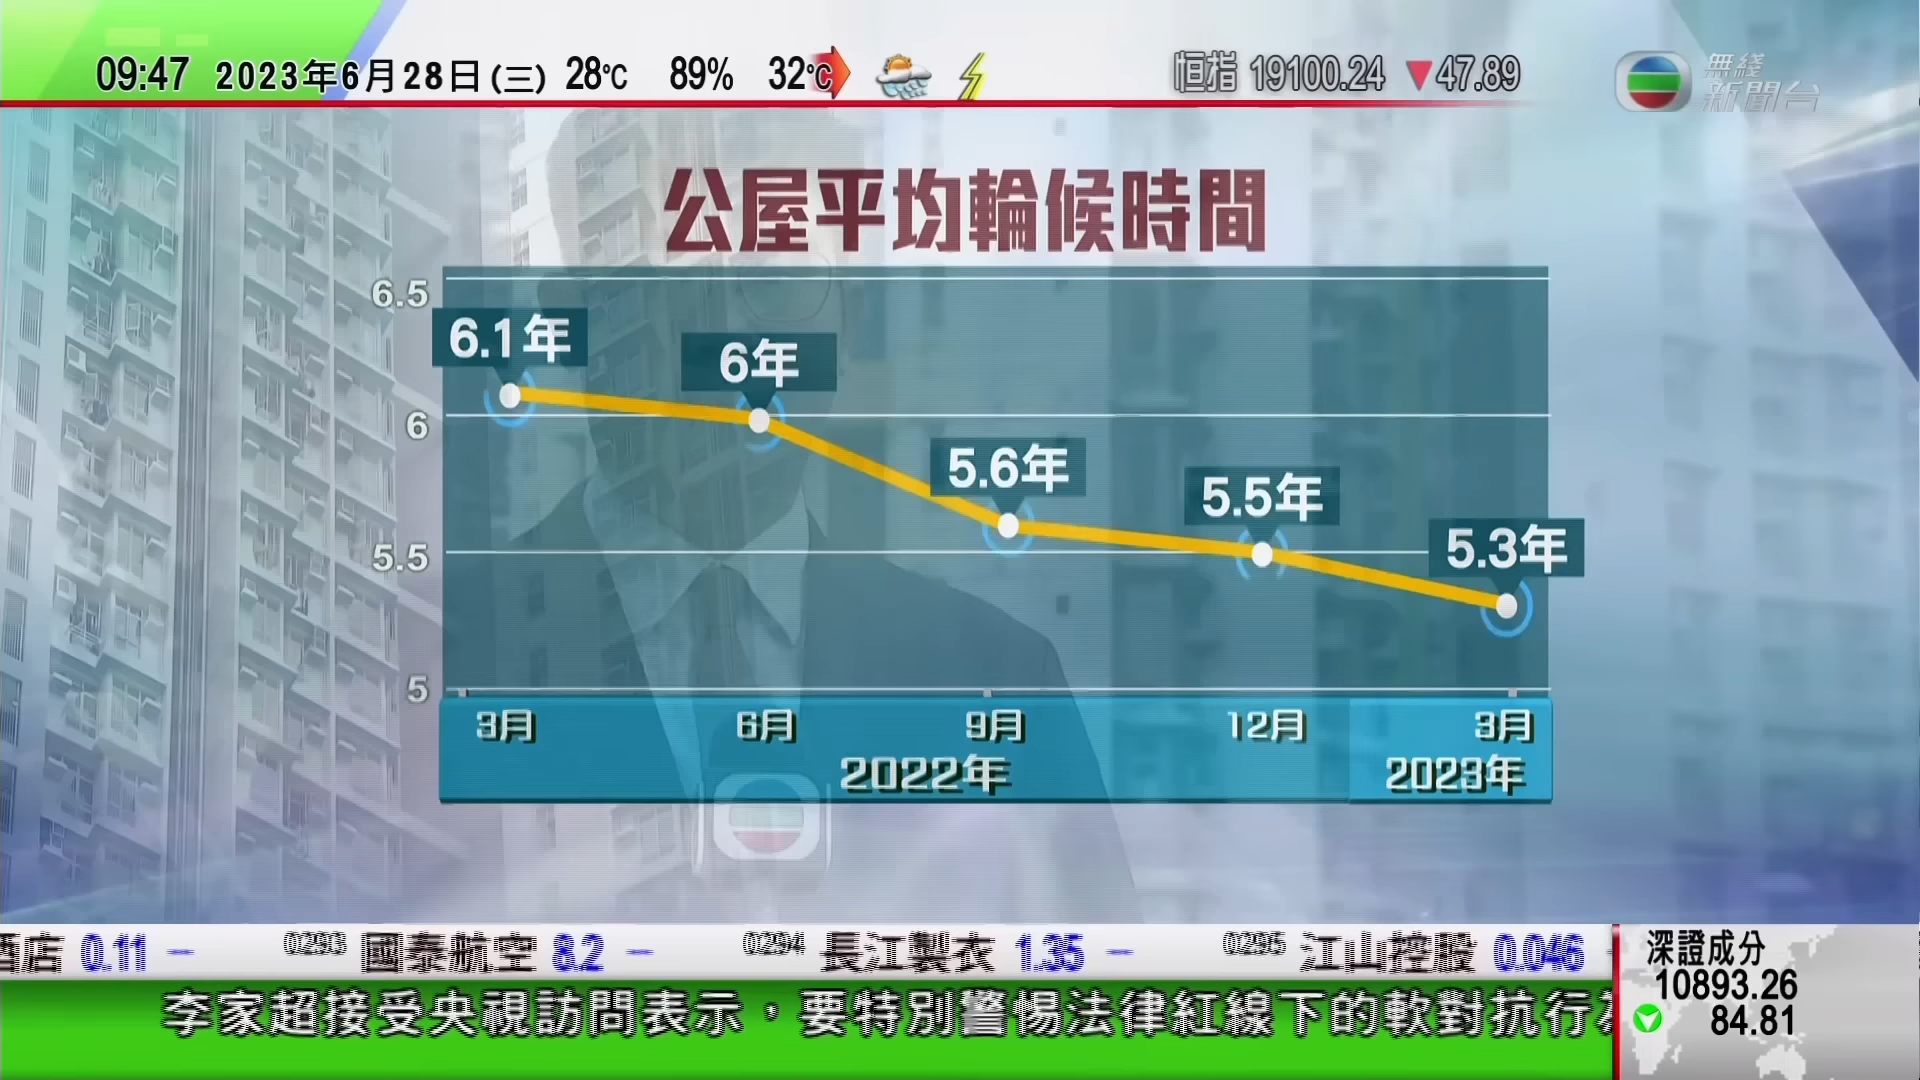 09:47 2023年6月28日(三) 28℃ 89% 32℃ 恒指 19100.24 ▼47.89
無綫
新聞台
公屋平均輪候時間
6.5
6.1年
6年
6
5.6年
5.5年
5.5
5.3年
5
3月 6月 9月 12月 3月
2022年 2023年
酒店 0.11 － 0293 國泰航空 8.2 － 0294 長江製衣 1.35 － 0295 江山控股 0.046
深證成分
10893.26
84.81
李家超接受央視訪問表示，要特別警惕法律紅線下的軟對抗行為